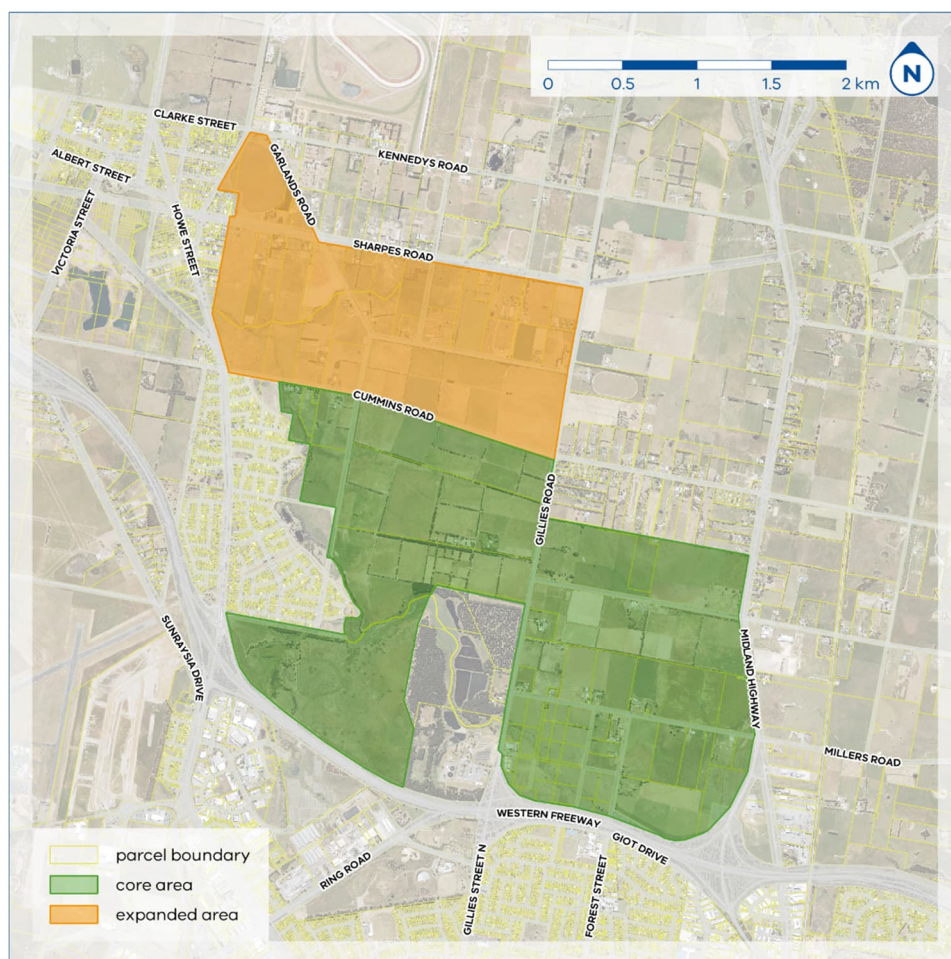 0 0.5 1 1.5 2 km
N
CLARKE STREET
ALBERT STREET
KENNEDYS ROAD
GARLANDS ROAD
VICTORIA STREET
HOWE STREET
SHARPES ROAD
CUMMINS ROAD
GILLIES ROAD
SUNRAYSIA DRIVE
MIDLAND HIGHWAY
MILLERS ROAD
WESTERN FREEWAY
GIOT DRIVE
RING ROAD
GILLIES STREET N
FOREST STREET
parcel boundary
core area
expanded area